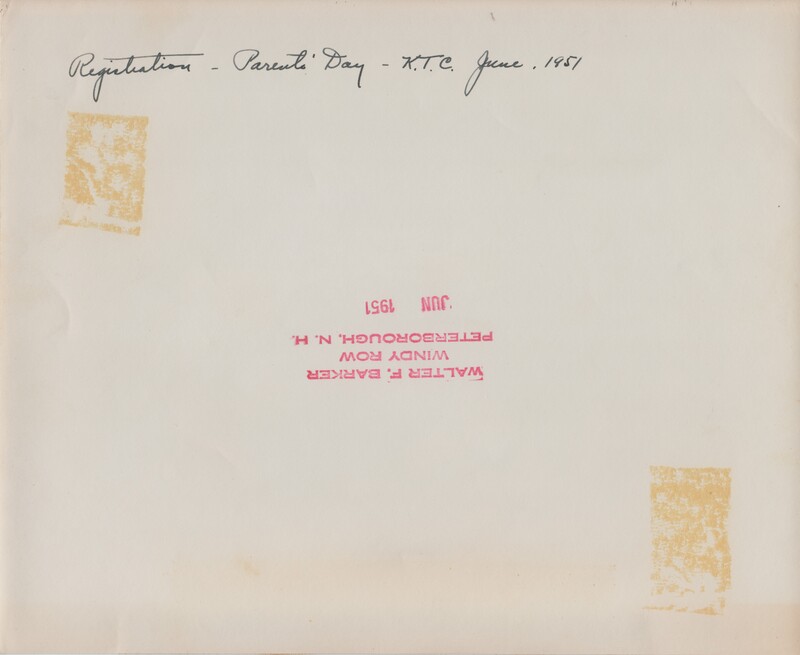 Registration - Parents' Day - K.T.C. June. 1951
WALTER F. BARKER
WINDY ROW
PETERBOROUGH, N. H.
JUN 1951